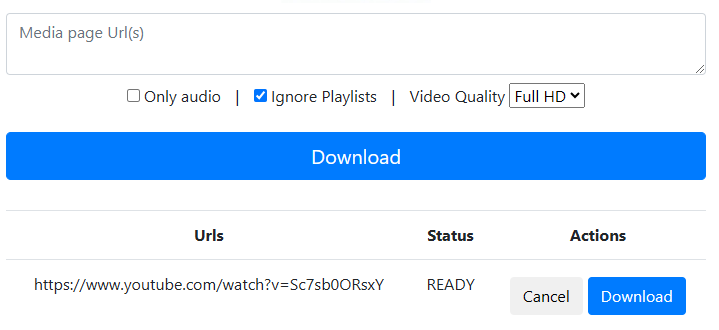 Media page Url(s)
Only audio | Ignore Playlists | Video Quality Full HD
Download
Urls Status Actions
https://www.youtube.com/watch?v=Sc7sb0ORsxY READY Cancel Download